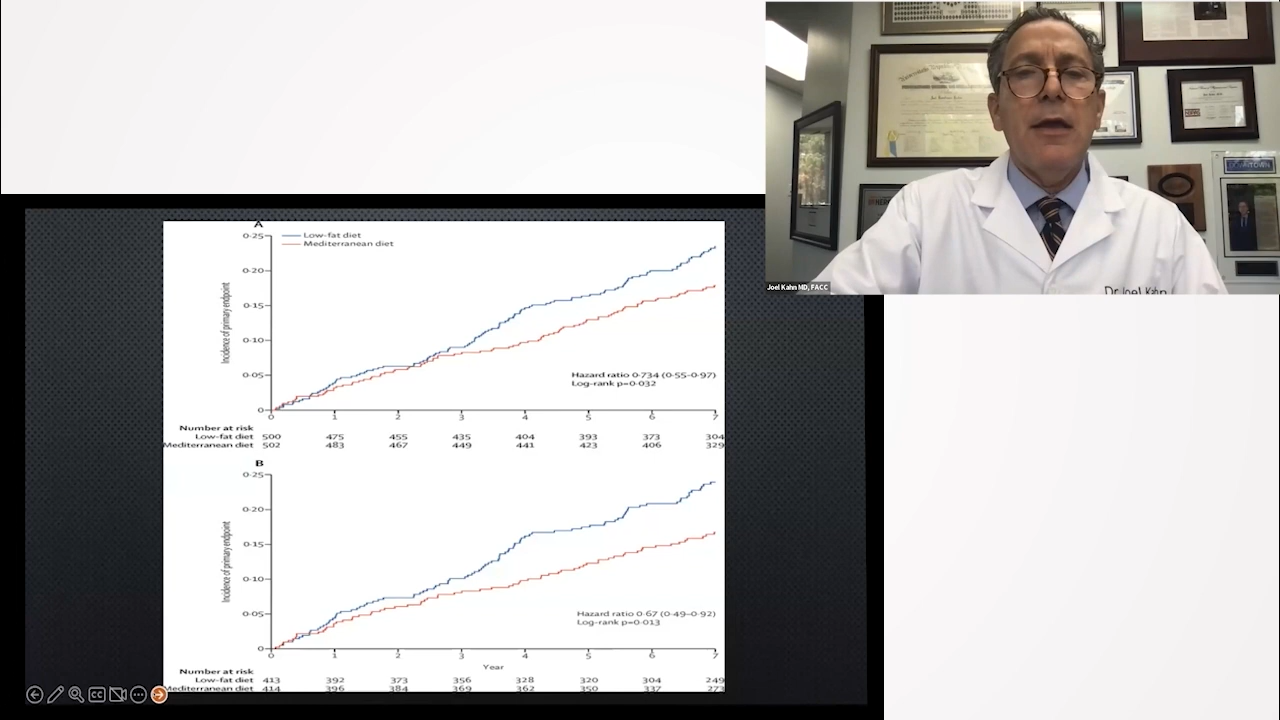 A
0·25
Low-fat diet
Mediterranean diet
0·20
0·15
0·10
0·05
0
Incidence of primary endpoint
Hazard ratio 0·734 (0·55–0·97)
Log-rank p=0·032
0 1 2 3 4 5 6 7
Number at risk
Low-fat diet 500 475 455 435 404 393 373 304
Mediterranean diet 502 483 467 449 441 423 406 329
B
0·25
0·20
0·15
0·10
0·05
0
Incidence of primary endpoint
Hazard ratio 0·67 (0·49–0·92)
Log-rank p=0·013
0 1 2 3 4 5 6 7
Year
Number at risk
Low-fat diet 413 392 373 356 328 320 304 249
Mediterranean diet 414 396 384 369 362 350 337 273
CC
Joel Kahn MD, FACC
Dr Joel Kahn